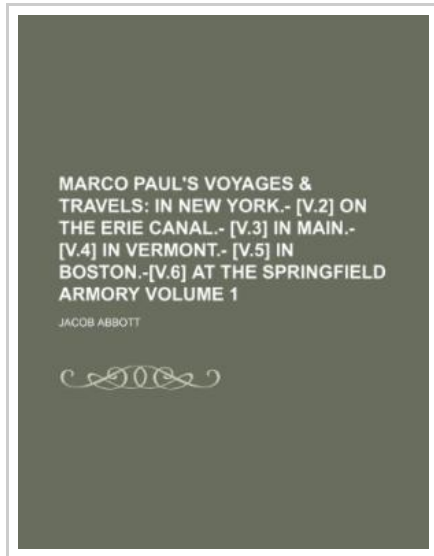 MARCO PAUL'S VOYAGES &
TRAVELS: IN NEW YORK.- [V.2] ON
THE ERIE CANAL.- [V.3] IN MAIN.-
[V.4] IN VERMONT.- [V.5] IN
BOSTON.-[V.6] AT THE SPRINGFIELD
ARMORY VOLUME 1
JACOB ABBOTT